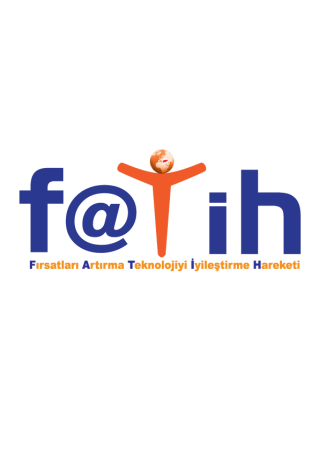 f@tih
Fırsatları Artırma Teknolojiyi İyileştirme Hareketi